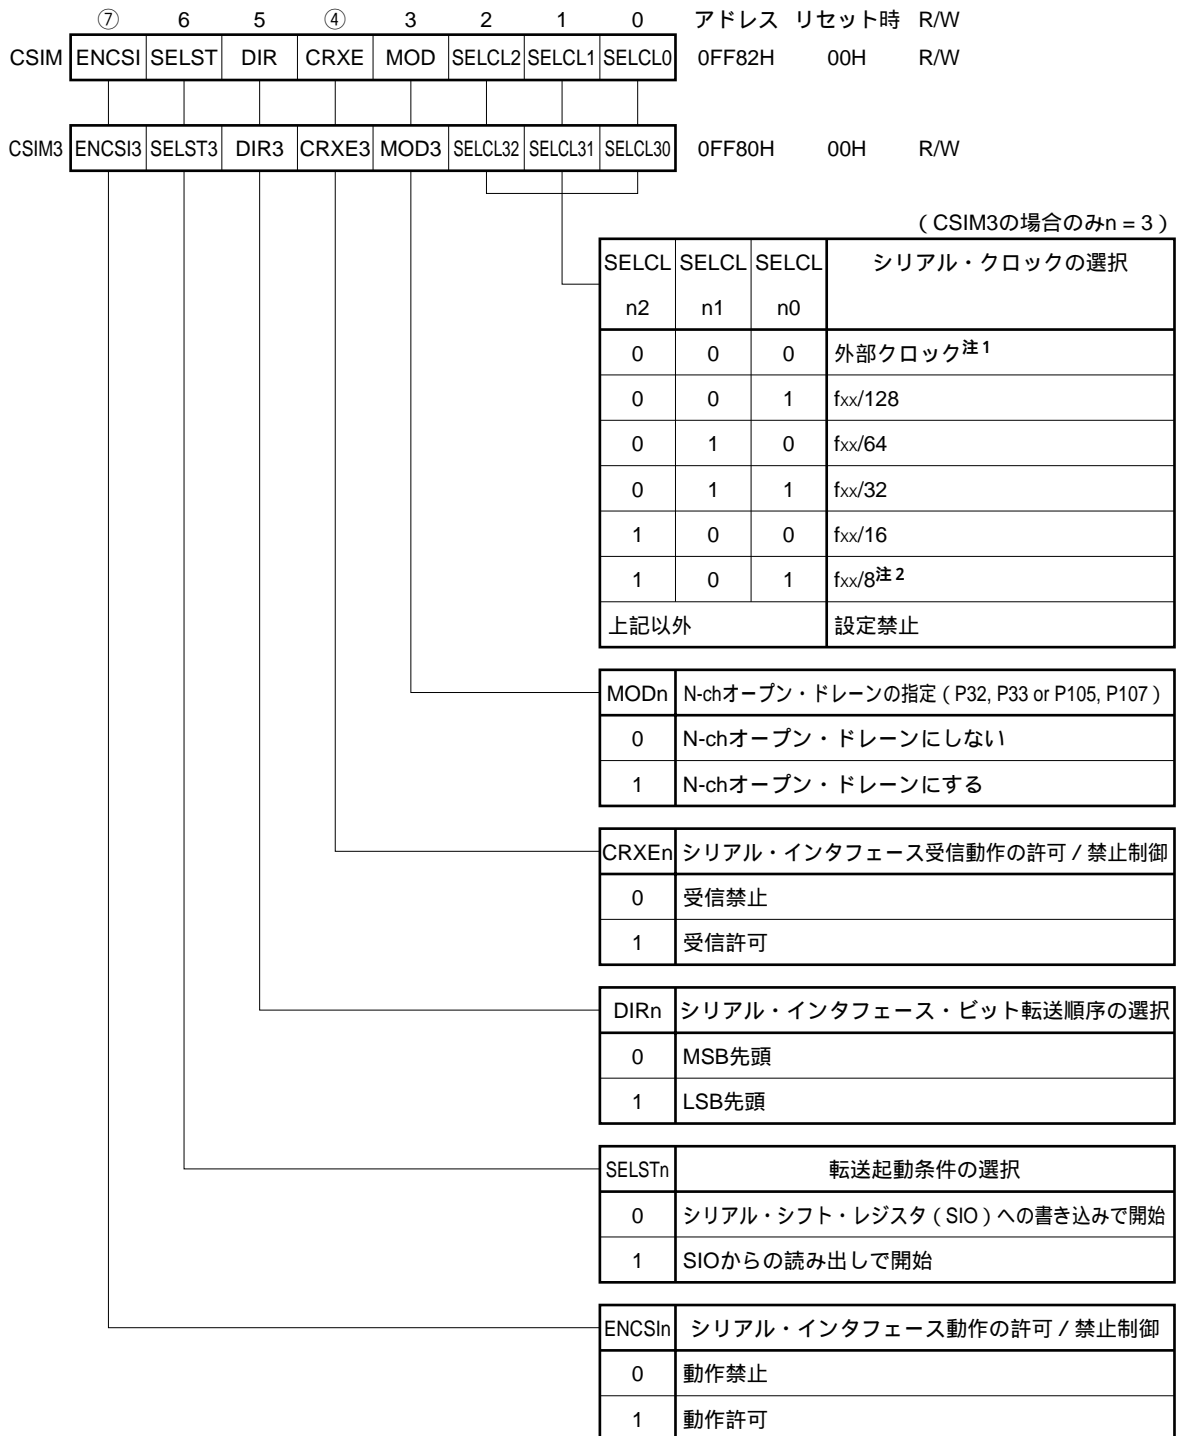 ⑦ 6 5 ④ 3 2 1 0 アドレス リセット時 R/W
CSIM ENCSI SELST DIR CRXE MOD SELCL2 SELCL1 SELCL0 0FF82H 00H R/W
CSIM3 ENCSI3 SELST3 DIR3 CRXE3 MOD3 SELCL32 SELCL31 SELCL30 0FF80H 00H R/W
（CSIM3の場合のみn = 3）
SELCL SELCL SELCL シリアル・クロックの選択
n2 n1 n0
0 0 0 外部クロック注1
0 0 1 fxx/128
0 1 0 fxx/64
0 1 1 fxx/32
1 0 0 fxx/16
1 0 1 fxx/8注2
上記以外 設定禁止
MODn N-chオープン・ドレーンの指定（P32, P33 or P105, P107）
0 N-chオープン・ドレーンにしない
1 N-chオープン・ドレーンにする
CRXEn シリアル・インタフェース受信動作の許可／禁止制御
0 受信禁止
1 受信許可
DIRn シリアル・インタフェース・ビット転送順序の選択
0 MSB先頭
1 LSB先頭
SELSTn 転送起動条件の選択
0 シリアル・シフト・レジスタ（SIO）への書き込みで開始
1 SIOからの読み出しで開始
ENCSIn シリアル・インタフェース動作の許可／禁止制御
0 動作禁止
1 動作許可